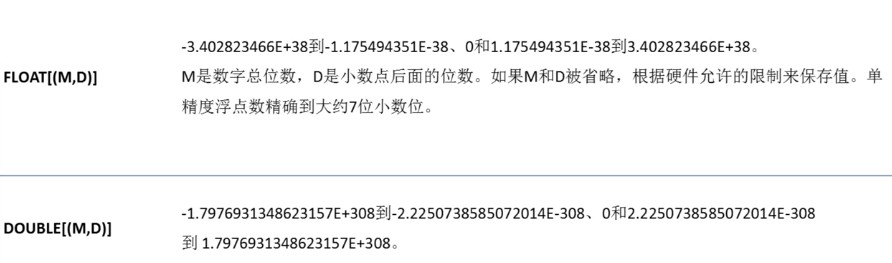 -3.402823466E+38到-1.175494351E-38、0和1.175494351E-38到3.402823466E+38。
FLOAT[(M,D)]
M是数字总位数，D是小数点后面的位数。如果M和D被省略，根据硬件允许的限制来保存值。单
精度浮点数精确到大约7位小数位。
-1.7976931348623157E+308到-2.2250738585072014E-308、0和2.2250738585072014E-308
DOUBLE[(M,D)]
到 1.7976931348623157E+308。